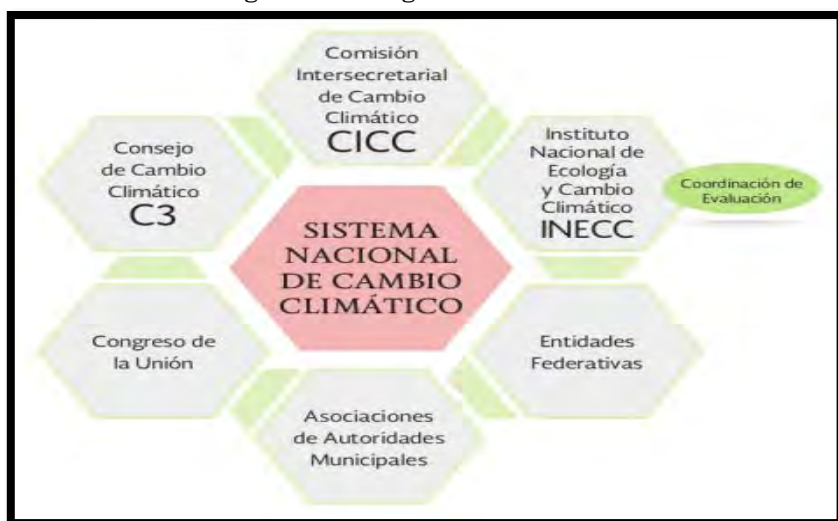 Comisión
Intersecretarial
de Cambio
Climático
CICC
Consejo
de Cambio
Climático
C3
Instituto
Nacional de
Ecología
y Cambio
Climático
INECC
Coordinación de
Evaluación
SISTEMA
NACIONAL
DE CAMBIO
CLIMÁTICO
Congreso de
la Unión
Entidades
Federativas
Asociaciones
de Autoridades
Municipales